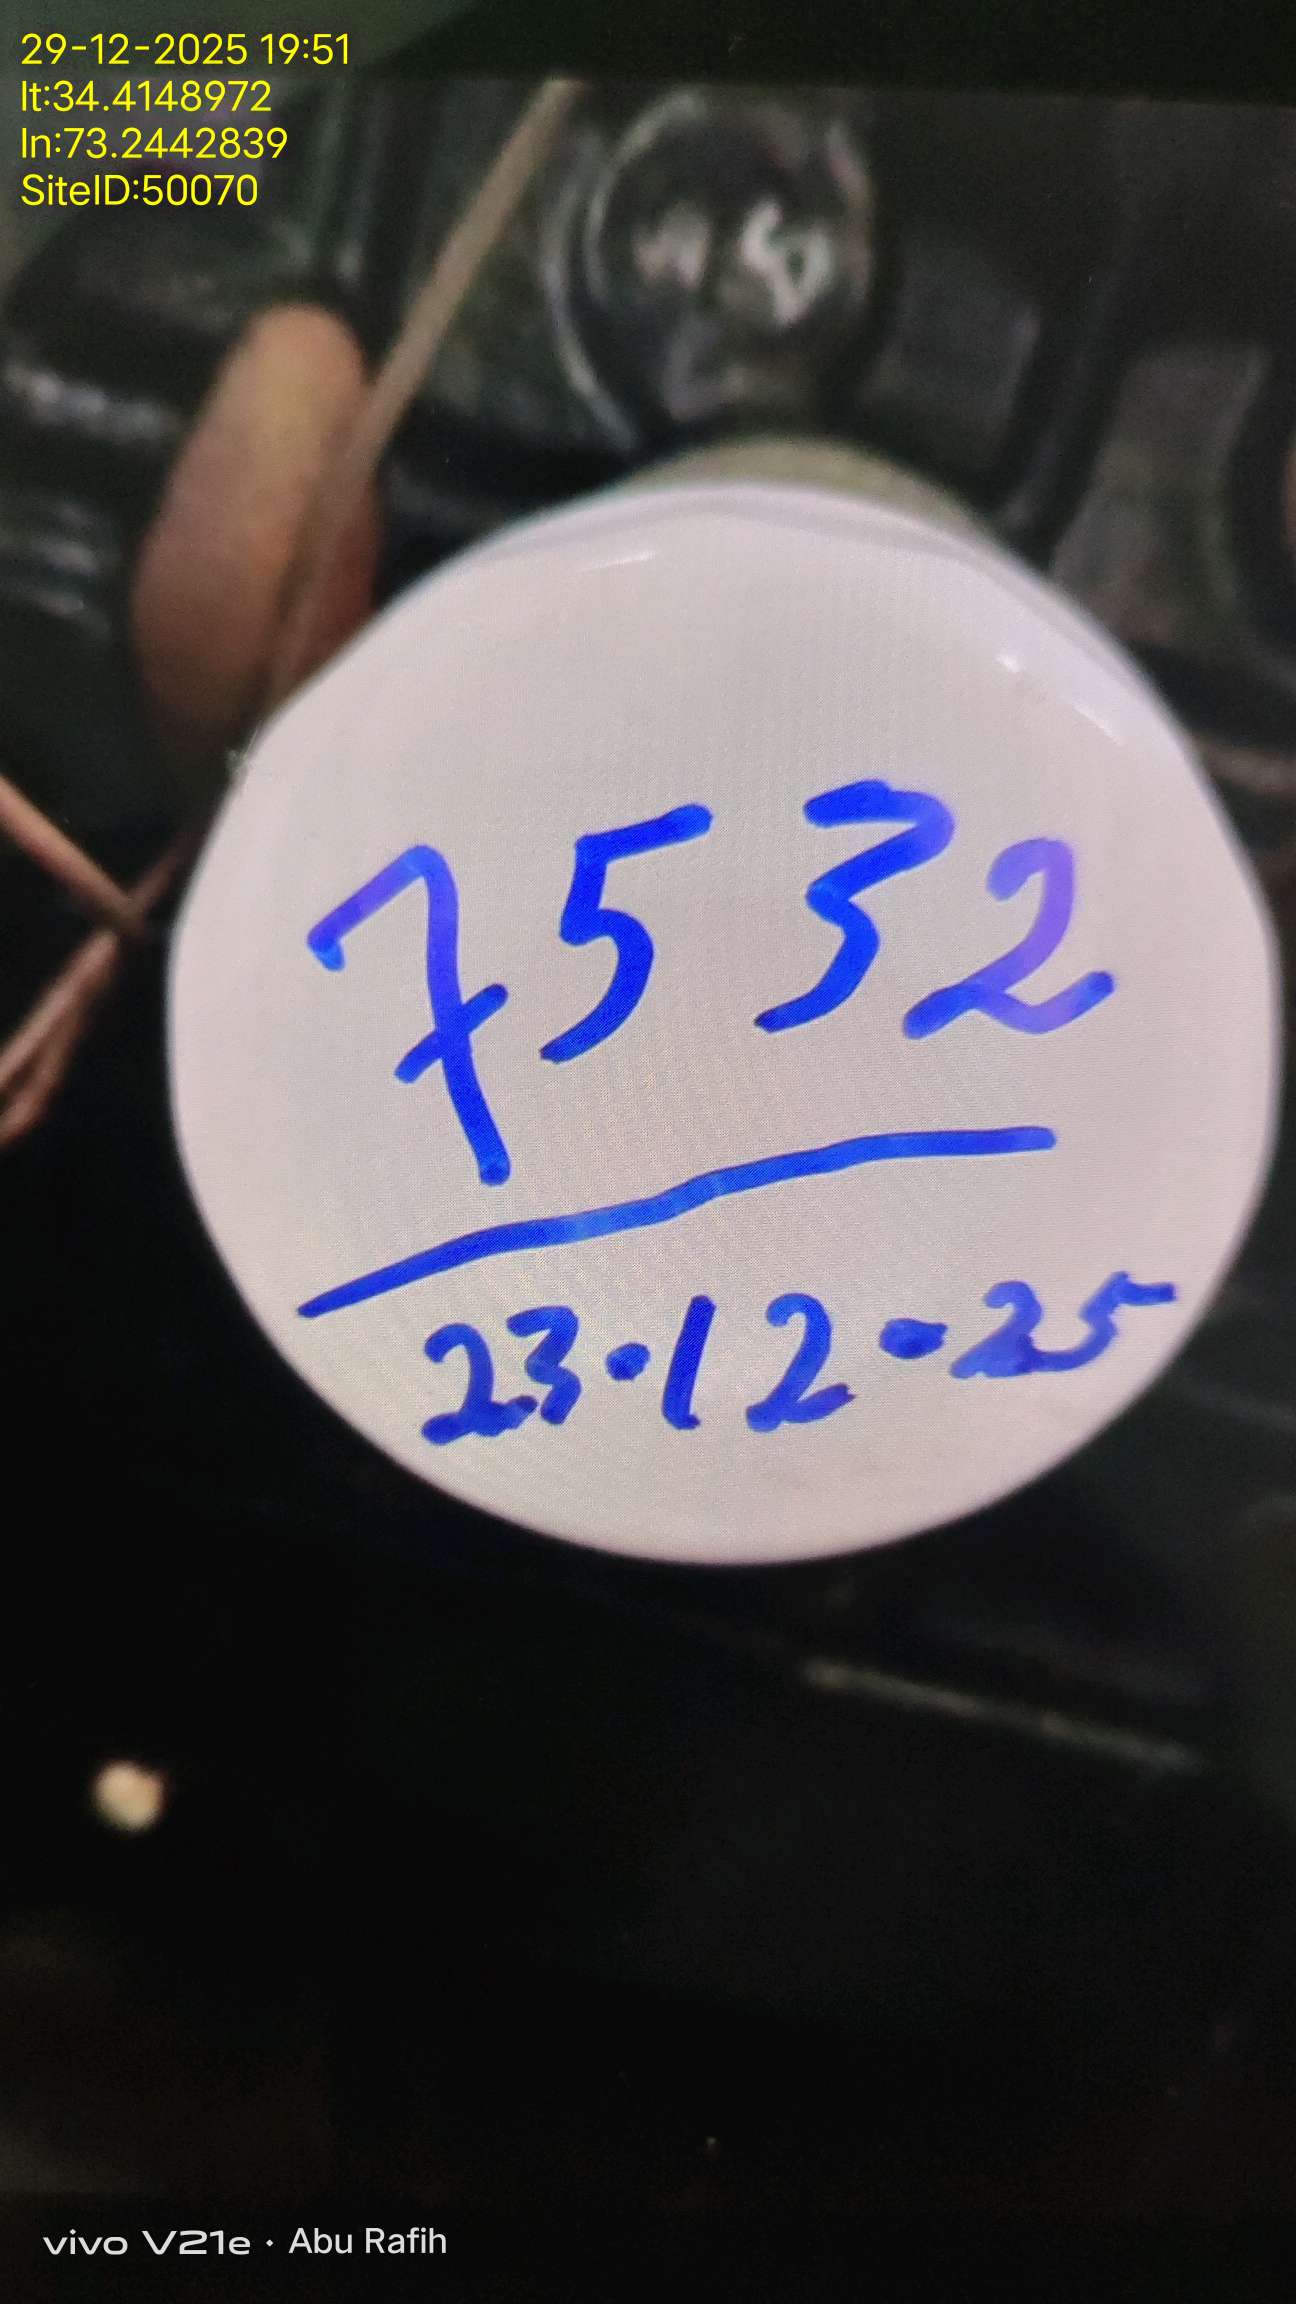 29-12-2025 19:51
lt:34.4148972
ln:73.2442839
SiteID:50070
7532
23·12-25
vivo V21e · Abu Rafih